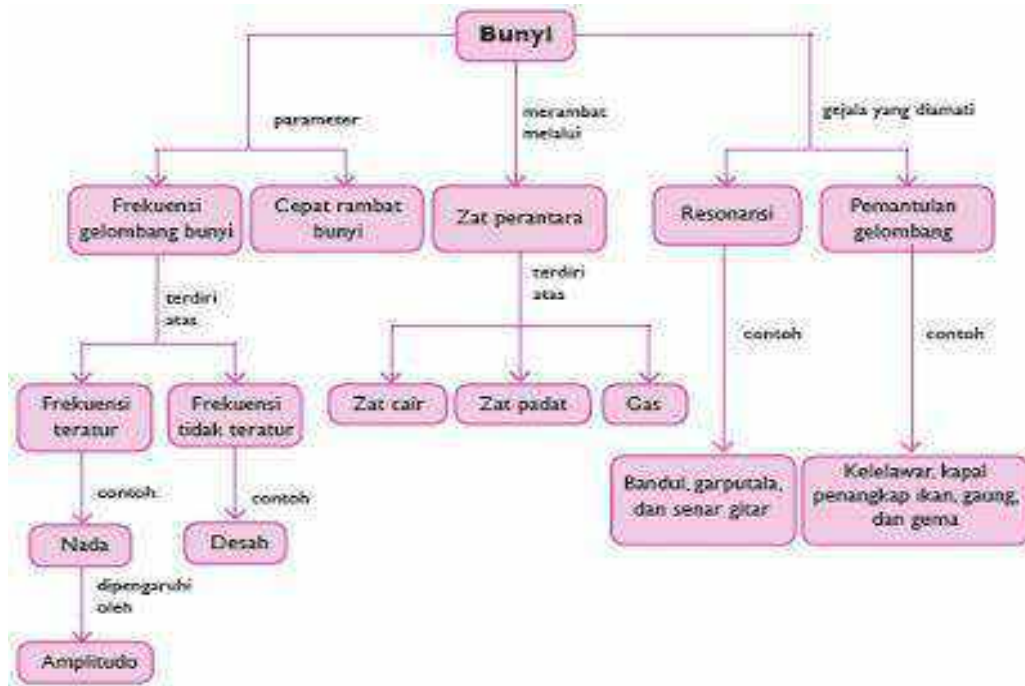 Bunyi
parameter
merambat
melalui
gejala yang diamati
Frekuensi
gelombang bunyi
Cepat rambat
bunyi
Zat perantara
Resonansi
Pemantulan
gelombang
terdiri
atas
terdiri
atas
contoh
contoh
Frekuensi
teratur
Frekuensi
tidak teratur
Zat cair
Zat padat
Gas
contoh
contoh
Bandul, garputala,
dan senar gitar
Kelelawar, kapal
penangkap ikan, gaung,
dan gema
Nada
Desah
dipengaruhi
oleh
Amplitudo